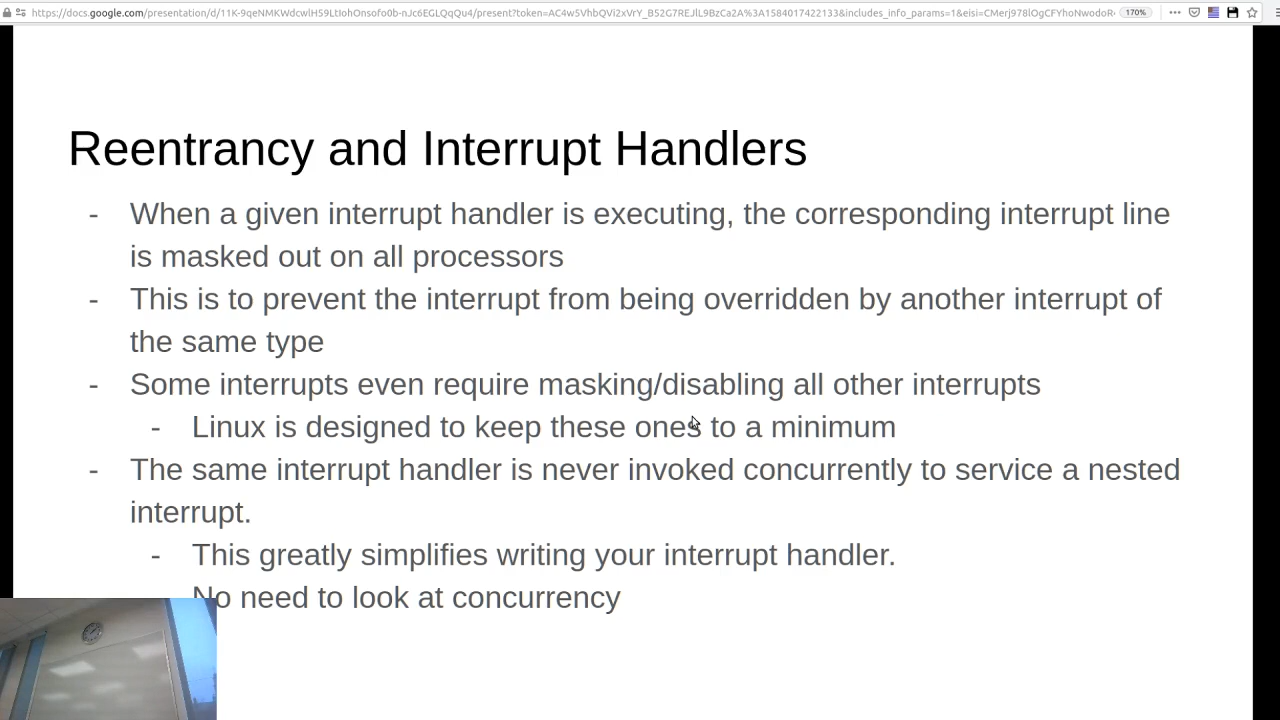 https://docs.google.com/presentation/d/11K-9qeNMKWdcwlH59LtIohOnsofo0b-nJc6EGLQqQu4/present?token=AC4w5VhbQVi2xVrY_B52G7REJlL9BzCa2A%3A1584017422133&includes_info_params=1&eisi=CMerj978lOgCFYhoNwodoR 170%
Reentrancy and Interrupt Handlers
- When a given interrupt handler is executing, the corresponding interrupt line
is masked out on all processors
- This is to prevent the interrupt from being overridden by another interrupt of
the same type
- Some interrupts even require masking/disabling all other interrupts
- Linux is designed to keep these ones to a minimum
- The same interrupt handler is never invoked concurrently to service a nested
interrupt.
- This greatly simplifies writing your interrupt handler.
No need to look at concurrency